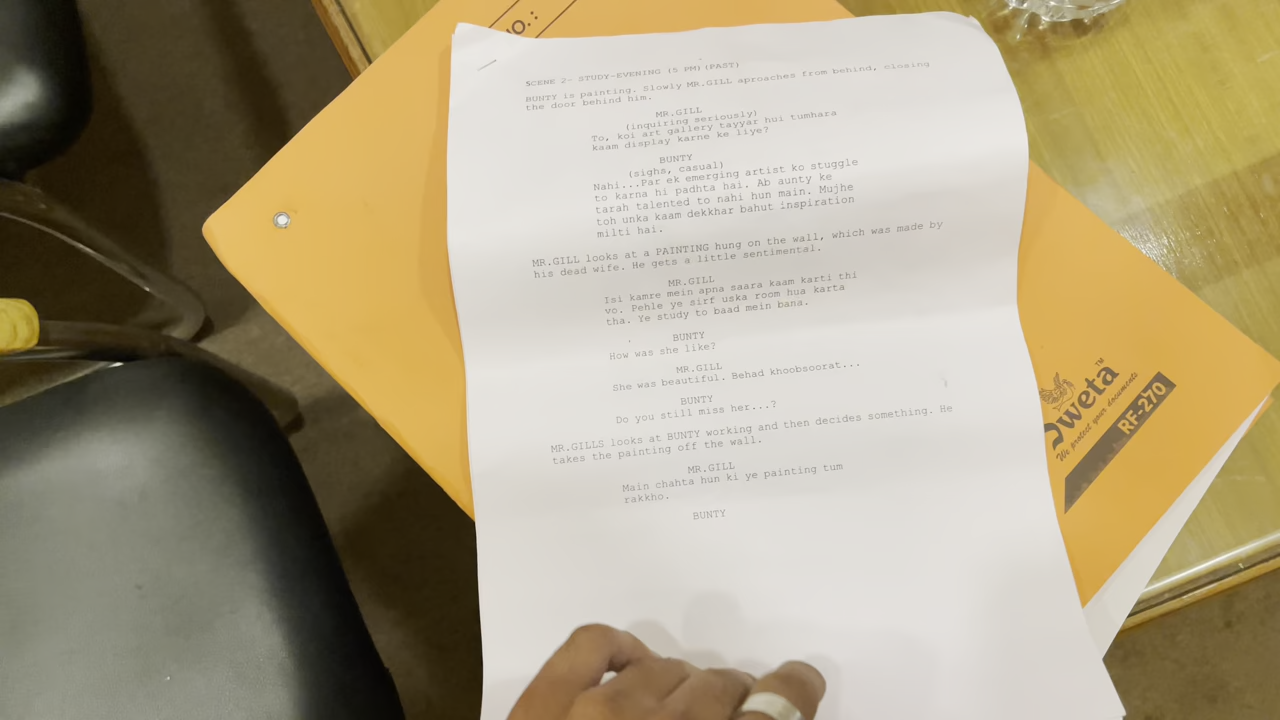 NO.:
SCENE 2- STUDY-EVENING (5 PM)(PAST)
BUNTY is painting. Slowly MR.GILL aproaches from behind, closing
the door behind him.
MR.GILL
(inquiring seriously)
To, koi art gallery tayyar hui tumhara
kaam display karne ke liye?
BUNTY
(sighs, casual)
Nahi...Par ek emerging artist ko stuggle
to karna hi padhta hai. Ab aunty ke
tarah talented to nahi hun main. Mujhe
toh unka kaam dekkhar bahut inspiration
milti hai.
MR.GILL looks at a PAINTING hung on the wall, which was made by
his dead wife. He gets a little sentimental.
MR.GILL
Isi kamre mein apna saara kaam karti thi
vo. Pehle ye sirf uska room hua karta
tha. Ye study to baad mein bana.
BUNTY
How was she like?
MR.GILL
She was beautiful. Behad khoobsoorat...
BUNTY
Do you still miss her...?
MR.GILLS looks at BUNTY working and then decides something. He
takes the painting off the wall.
MR.GILL
Main chahta hun ki ye painting tum
rakkho.
BUNTY
Sweta™
We protect your documents
RF-270